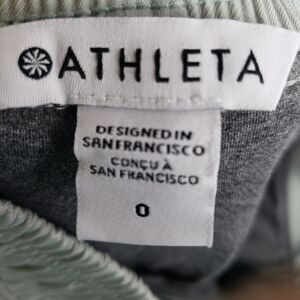 ATHLETA
DESIGNED IN
SAN FRANCISCO
CONÇU À
SAN FRANCISCO
0